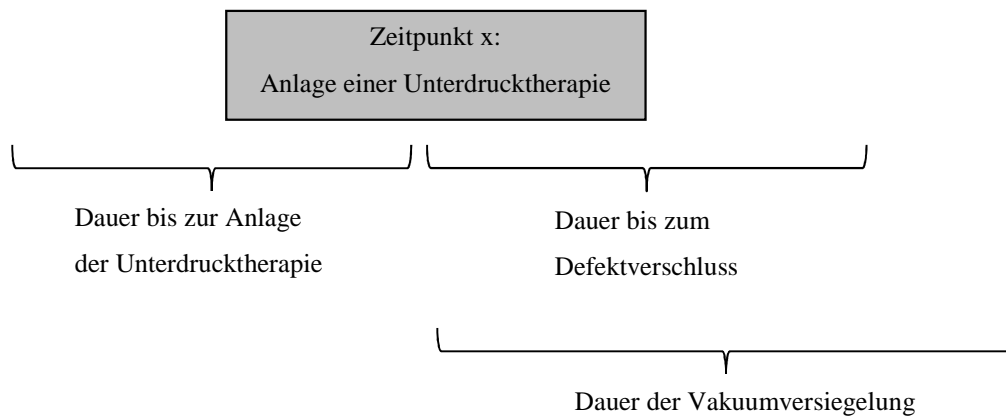 Zeitpunkt x:
Anlage einer Unterdrucktherapie
Dauer bis zur Anlage
der Unterdrucktherapie
Dauer bis zum
Defektverschluss
Dauer der Vakuumversiegelung